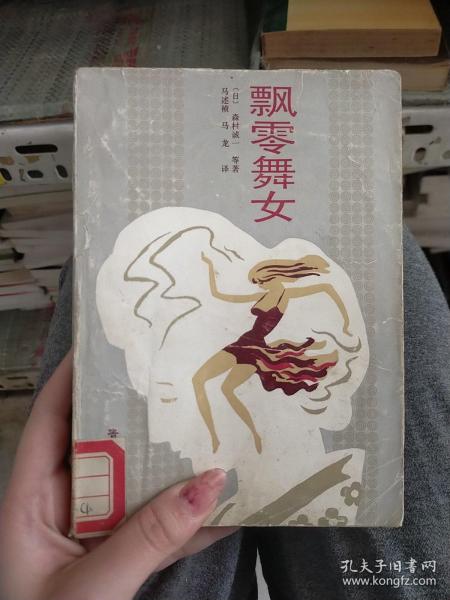 飘零舞女
〔日〕森村诚一 等著
马述祯 马龙 译
孔夫子旧书网
www.kongfz.com